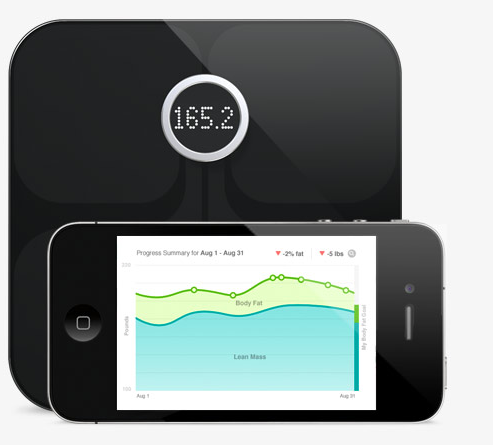 165.2
Progress Summary for Aug 1 - Aug 31
-2% fat
-5 lbs
Body Fat
Pounds
My Body Fat Goal
Lean Mass
Aug 1
Aug 31